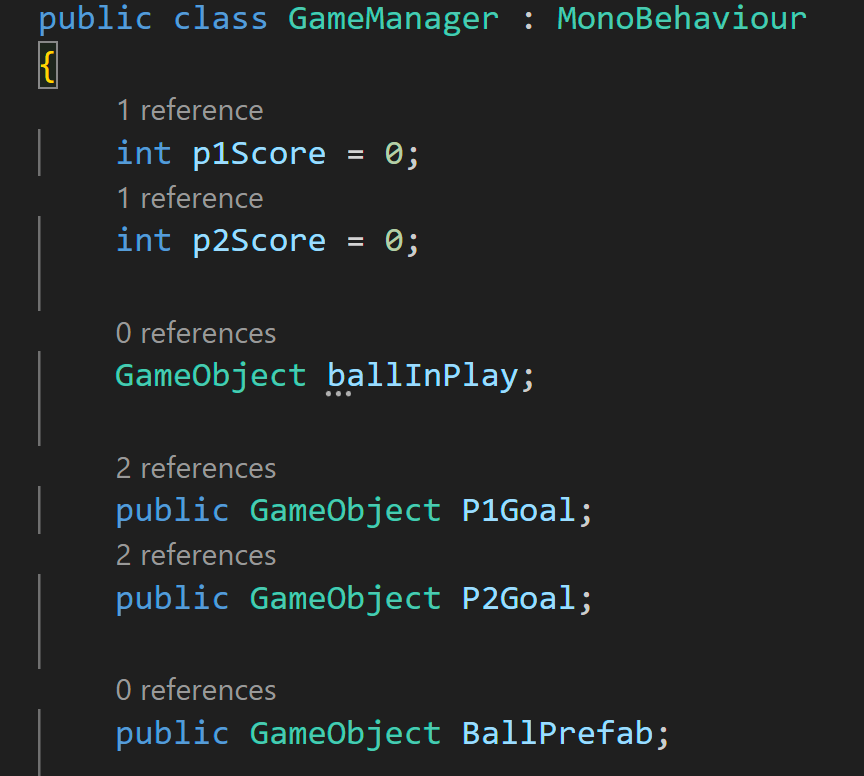 public class GameManager : MonoBehaviour
{
1 reference
int p1Score = 0;
1 reference
int p2Score = 0;
0 references
GameObject ballInPlay;
2 references
public GameObject P1Goal;
2 references
public GameObject P2Goal;
0 references
public GameObject BallPrefab;